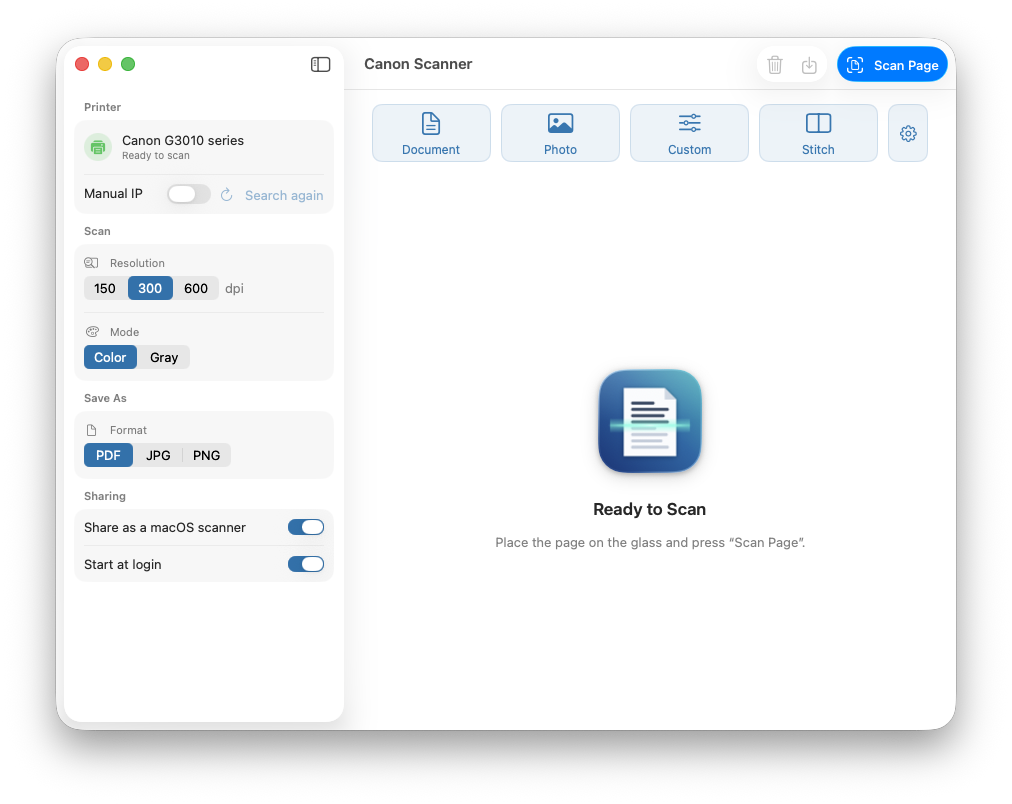 Canon Scanner
Scan Page
Printer
Canon G3010 series
Ready to scan
Manual IP
Search again
Scan
Resolution
150 300 600 dpi
Mode
Color Gray
Save As
Format
PDF JPG PNG
Sharing
Share as a macOS scanner
Start at login
Document Photo Custom Stitch
Ready to Scan
Place the page on the glass and press “Scan Page”.